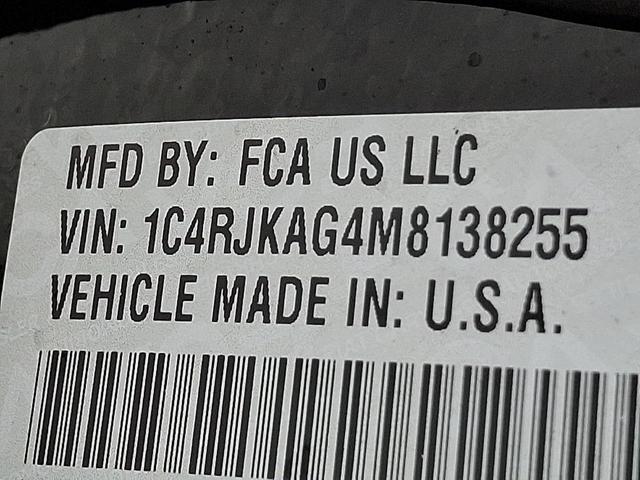 MFD BY: FCA US LLC
VIN: 1C4RJKAG4M8138255
VEHICLE MADE IN: U.S.A.